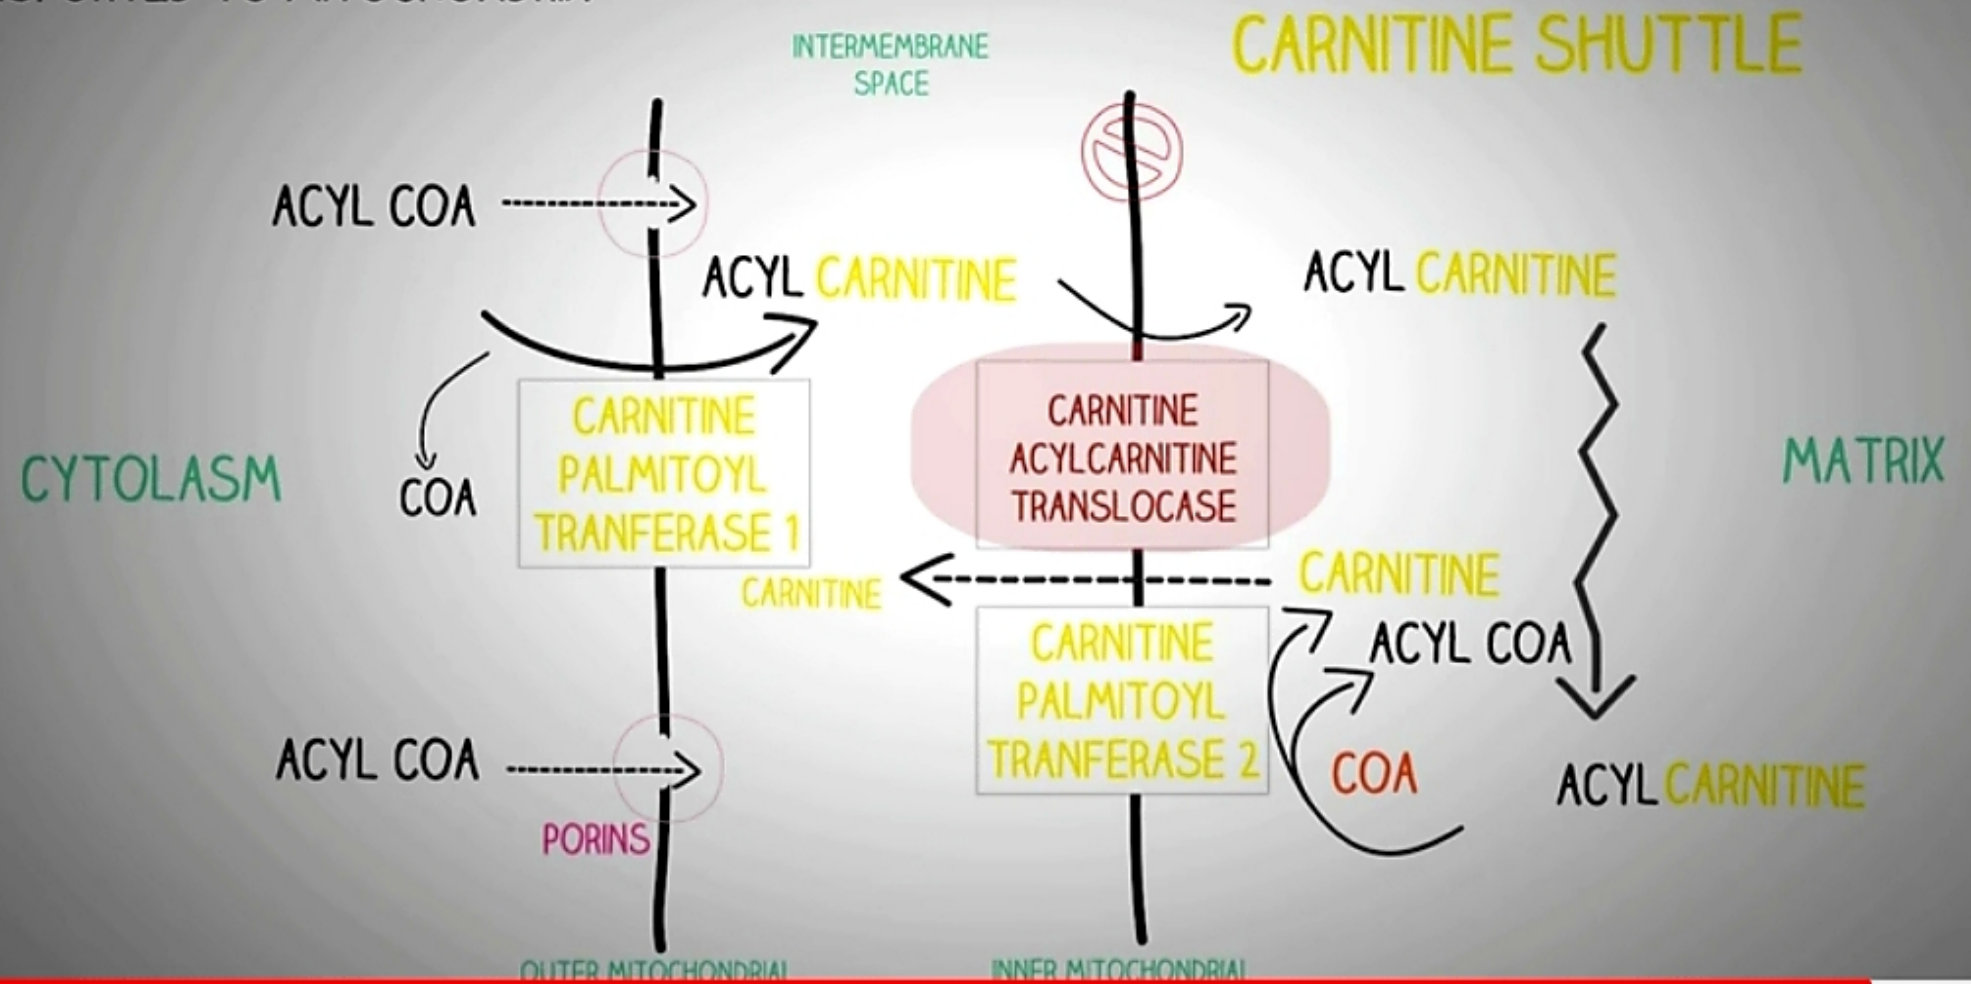 CARNITINE SHUTTLE
INTERMEMBRANE
SPACE
ACYL COA
ACYL CARNITINE
ACYL CARNITINE
CYTOLASM
COA
CARNITINE
PALMITOYL
TRANFERASE 1
CARNITINE
ACYLCARNITINE
TRANSLOCASE
MATRIX
CARNITINE
CARNITINE
ACYL COA
CARNITINE
PALMITOYL
TRANFERASE 2
COA
ACYL CARNITINE
ACYL COA
PORINS
OUTER MITOCHONDRIAL
INNER MITOCHONDRIAL